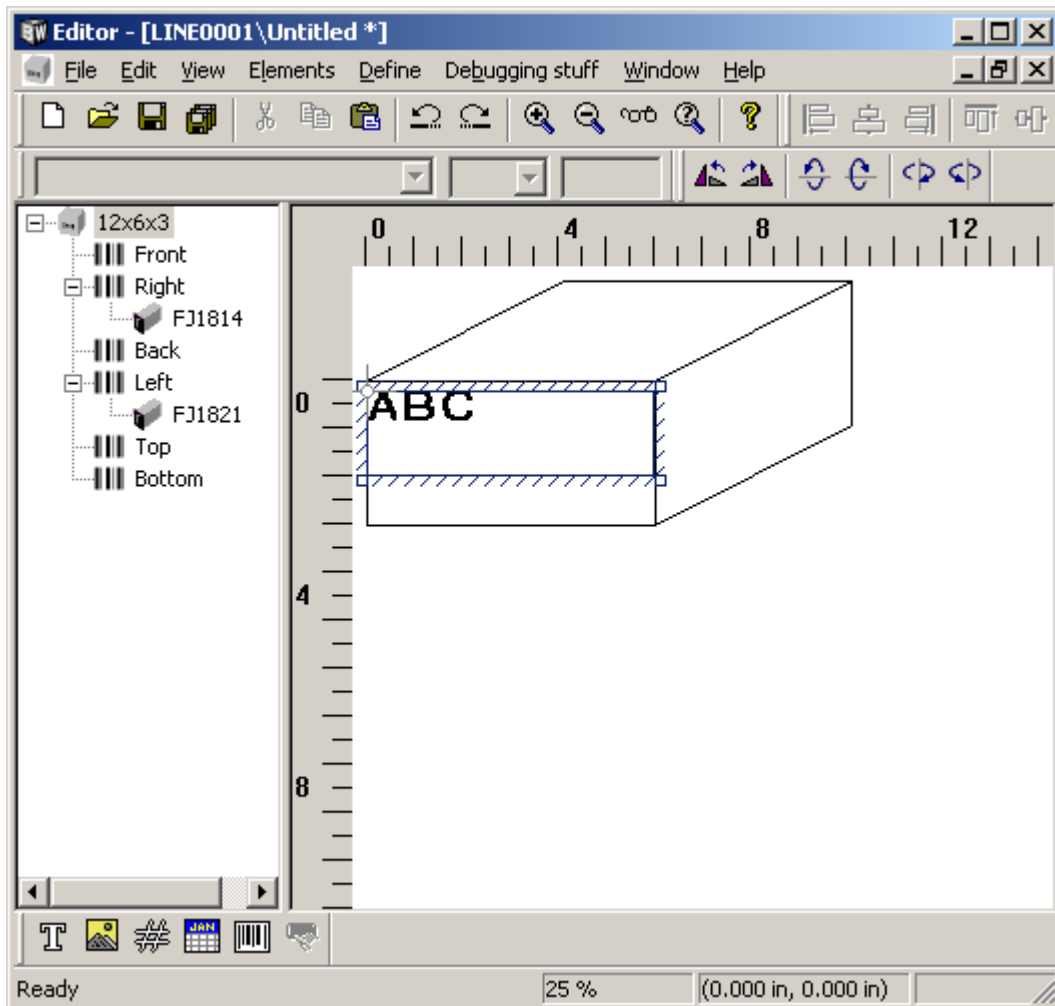 Editor - [LINE0001\Untitled *]
File Edit View Elements Define Debugging stuff Window Help
12x6x3
Front
Right
FJ1814
Back
Left
FJ1821
Top
Bottom
0 4 8 12
0
4
8
ABC
JAN
Ready 25 % (0.000 in, 0.000 in)